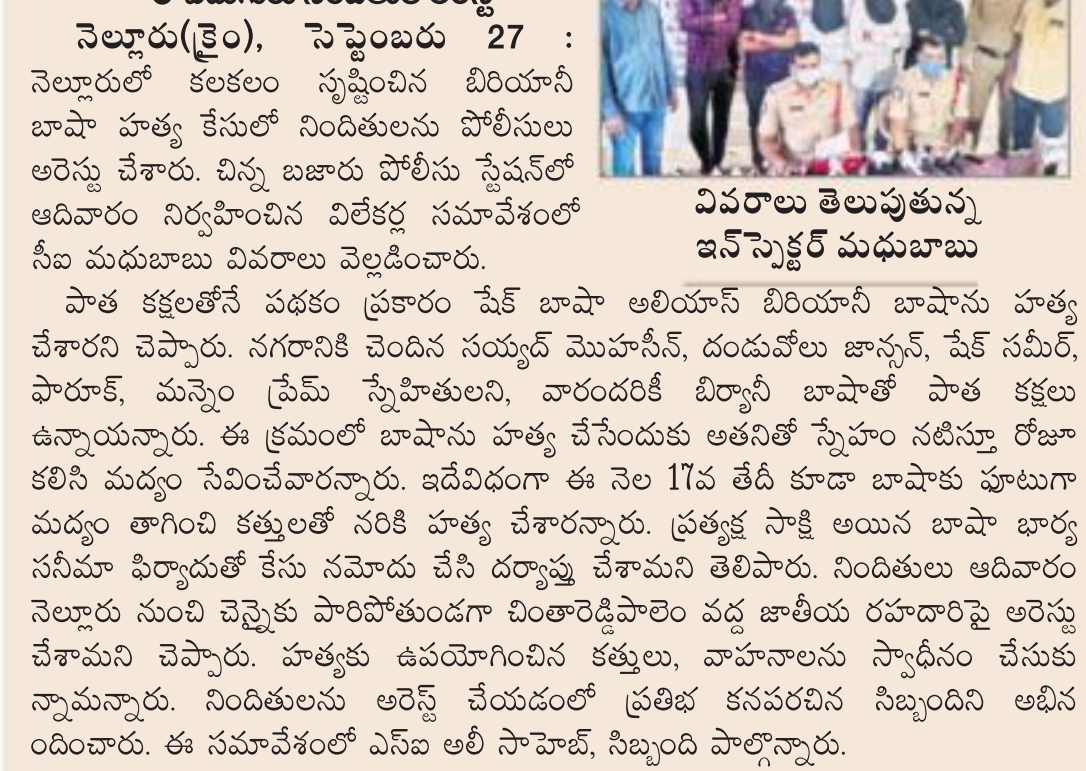 నెల్లూరు(క్రైం), సెప్టెంబరు 27 :
నెల్లూరులో కలకలం సృష్టించిన బిరియానీ
బాషా హత్య కేసులో నిందితులను పోలీసులు
అరెస్టు చేశారు. చిన్న బజారు పోలీసు స్టేషన్‌లో
ఆదివారం నిర్వహించిన విలేకర్ల సమావేశంలో
సీఐ మధుబాబు వివరాలు వెల్లడించారు.
వివరాలు తెలుపుతున్న
ఇన్‌స్పెక్టర్ మధుబాబు
పాత కక్షలతోనే పథకం ప్రకారం షేక్ బాషా అలియాస్ బిరియానీ బాషాను హత్య
చేశారని చెప్పారు. నగరానికి చెందిన సయ్యద్ మొహసీన్, దండువోలు జాన్సన్, షేక్ సమీర్,
ఫారూక్, మన్నెం ప్రేమ్ స్నేహితులని, వారందరికీ బిర్యానీ బాషాతో పాత కక్షలు
ఉన్నాయన్నారు. ఈ క్రమంలో బాషాను హత్య చేసేందుకు అతనితో స్నేహం నటిస్తూ రోజూ
కలిసి మద్యం సేవించేవారన్నారు. ఇదేవిధంగా ఈ నెల 17వ తేదీ కూడా బాషాకు ఫూటుగా
మద్యం తాగించి కత్తులతో నరికి హత్య చేశారన్నారు. ప్రత్యక్ష సాక్షి అయిన బాషా భార్య
సనీమా ఫిర్యాదుతో కేసు నమోదు చేసి దర్యాప్తు చేశామని తెలిపారు. నిందితులు ఆదివారం
నెల్లూరు నుంచి చెన్నైకు పారిపోతుండగా చింతారెడ్డిపాలెం వద్ద జాతీయ రహదారిపై అరెస్టు
చేశామని చెప్పారు. హత్యకు ఉపయోగించిన కత్తులు, వాహనాలను స్వాధీనం చేసుకు
న్నామన్నారు. నిందితులను అరెస్ట్ చేయడంలో ప్రతిభ కనపరచిన సిబ్బందిని అభిన
ందించారు. ఈ సమావేశంలో ఎస్ఐ అలీ సాహెబ్, సిబ్బంది పాల్గొన్నారు.